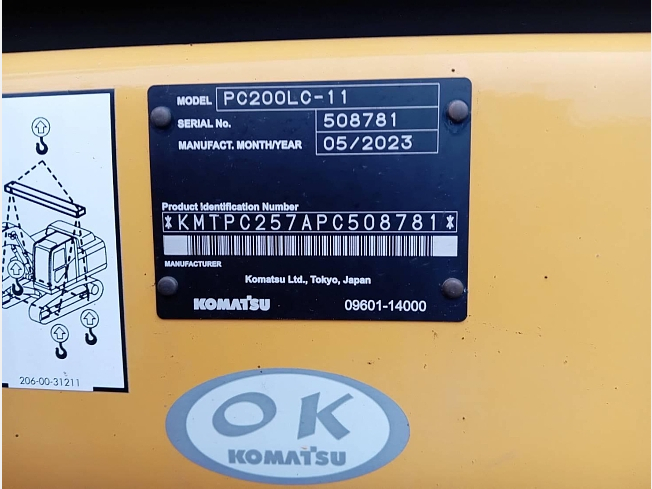 MODEL PC200LC-11
SERIAL No. 508781
MANUFACT. MONTH/YEAR 05/2023
Product Identification Number
*KMTPC257APC508781*
MANUFACTURER
Komatsu Ltd., Tokyo, Japan
KOMATSU 09601-14000
206-00-31211
OK
KOMATSU